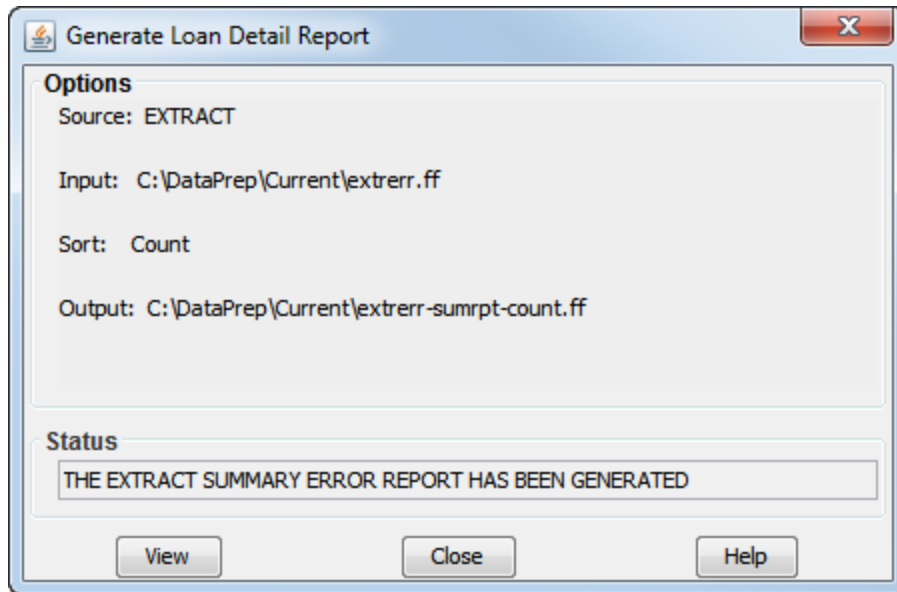 Generate Loan Detail Report
Options
Source: EXTRACT
Input: C:\DataPrep\Current\extrerr.ff
Sort: Count
Output: C:\DataPrep\Current\extrerr-sumrpt-count.ff
Status
THE EXTRACT SUMMARY ERROR REPORT HAS BEEN GENERATED
View Close Help